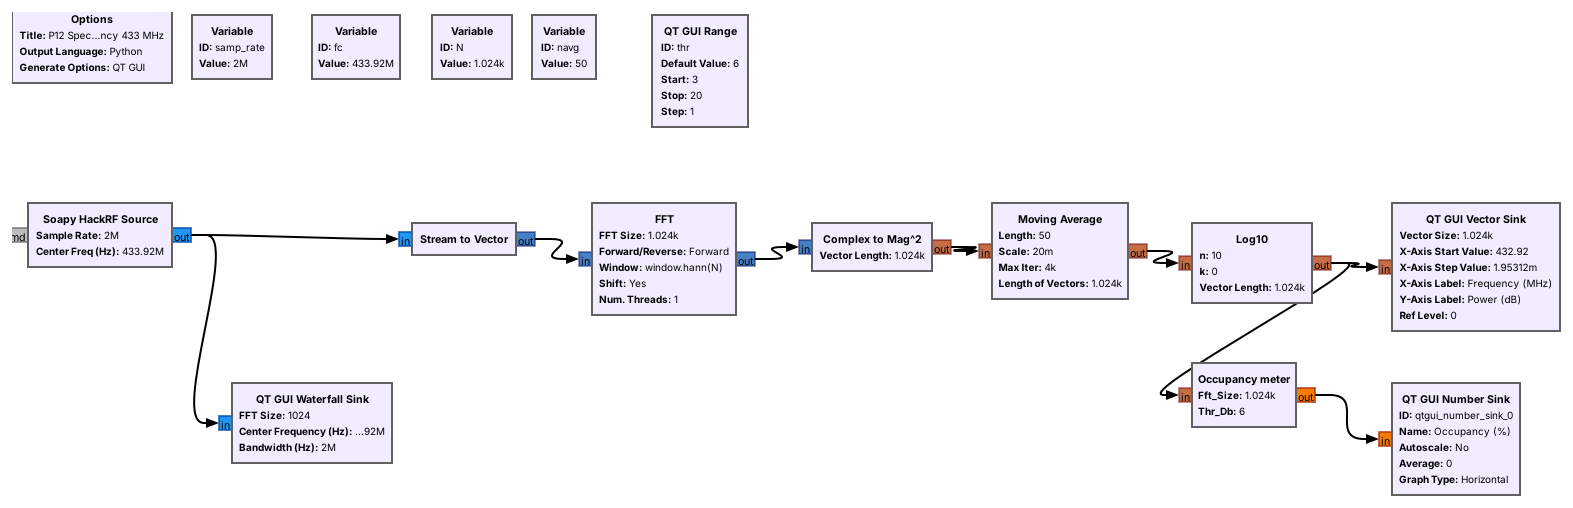 Options
Title: P12 Spec...ncy 433 MHz
Output Language: Python
Generate Options: QT GUI
Variable
ID: samp_rate
Value: 2M
Variable
ID: fc
Value: 433.92M
Variable
ID: N
Value: 1.024k
Variable
ID: navg
Value: 50
QT GUI Range
ID: thr
Default Value: 6
Start: 3
Stop: 20
Step: 1
Soapy HackRF Source
Sample Rate: 2M
Center Freq (Hz): 433.92M
md
out
in
Stream to Vector
out
in
FFT
FFT Size: 1.024k
Forward/Reverse: Forward
Window: window.hann(N)
Shift: Yes
Num. Threads: 1
out
in
Complex to Mag^2
Vector Length: 1.024k
out
in
Moving Average
Length: 50
Scale: 20m
Max Iter: 4k
Length of Vectors: 1.024k
out
in
Log10
n: 10
k: 0
Vector Length: 1.024k
out
in
QT GUI Vector Sink
Vector Size: 1.024k
X-Axis Start Value: 432.92
X-Axis Step Value: 1.95312m
X-Axis Label: Frequency (MHz)
Y-Axis Label: Power (dB)
Ref Level: 0
in
QT GUI Waterfall Sink
FFT Size: 1024
Center Frequency (Hz): ...92M
Bandwidth (Hz): 2M
in
Occupancy meter
Fft_Size: 1.024k
Thr_Db: 6
out
in
QT GUI Number Sink
ID: qtgui_number_sink_0
Name: Occupancy (%)
Autoscale: No
Average: 0
Graph Type: Horizontal